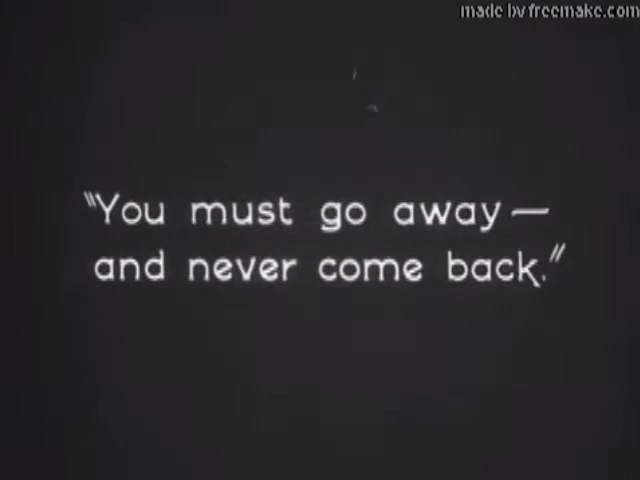 made by freemake.com
"You must go away—
and never come back."